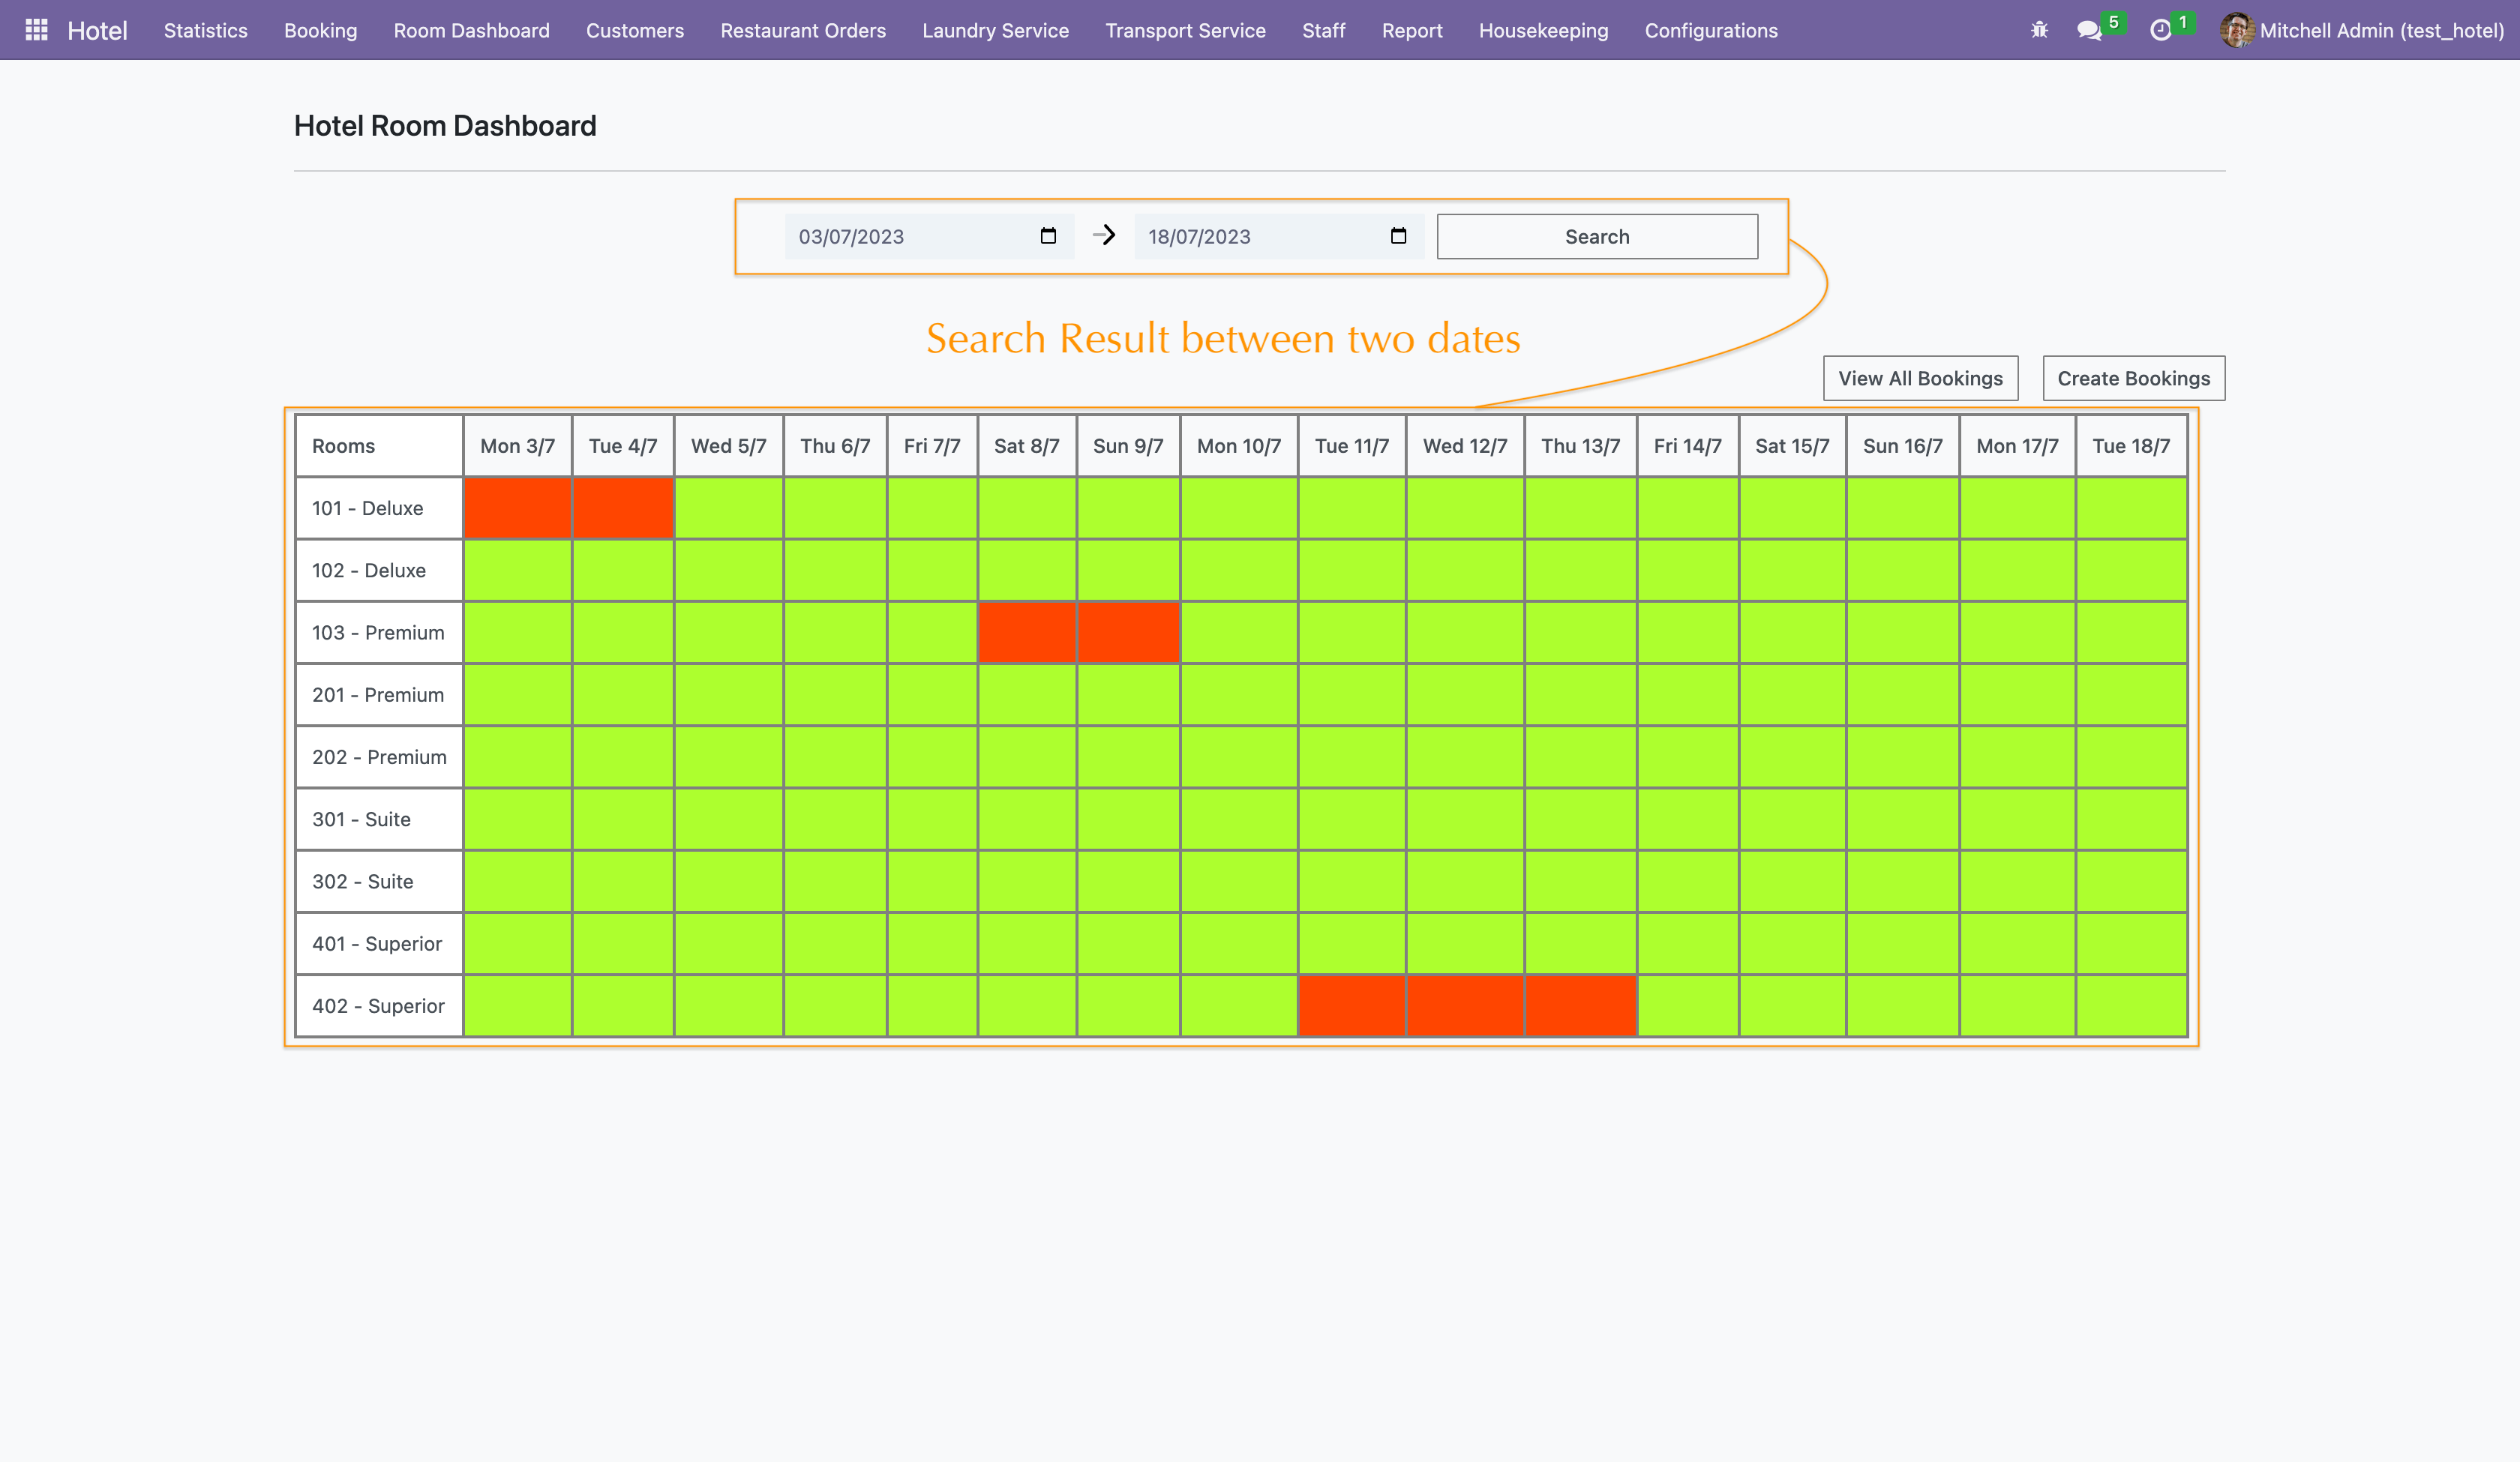 Hotel Statistics Booking Room Dashboard Customers Restaurant Orders Laundry Service Transport Service Staff Report Housekeeping Configurations 5 1 Mitchell Admin (test_hotel)
Hotel Room Dashboard
03/07/2023 18/07/2023 Search
Search Result between two dates
View All Bookings Create Bookings
Rooms Mon 3/7 Tue 4/7 Wed 5/7 Thu 6/7 Fri 7/7 Sat 8/7 Sun 9/7 Mon 10/7 Tue 11/7 Wed 12/7 Thu 13/7 Fri 14/7 Sat 15/7 Sun 16/7 Mon 17/7 Tue 18/7
101 - Deluxe
102 - Deluxe
103 - Premium
201 - Premium
202 - Premium
301 - Suite
302 - Suite
401 - Superior
402 - Superior